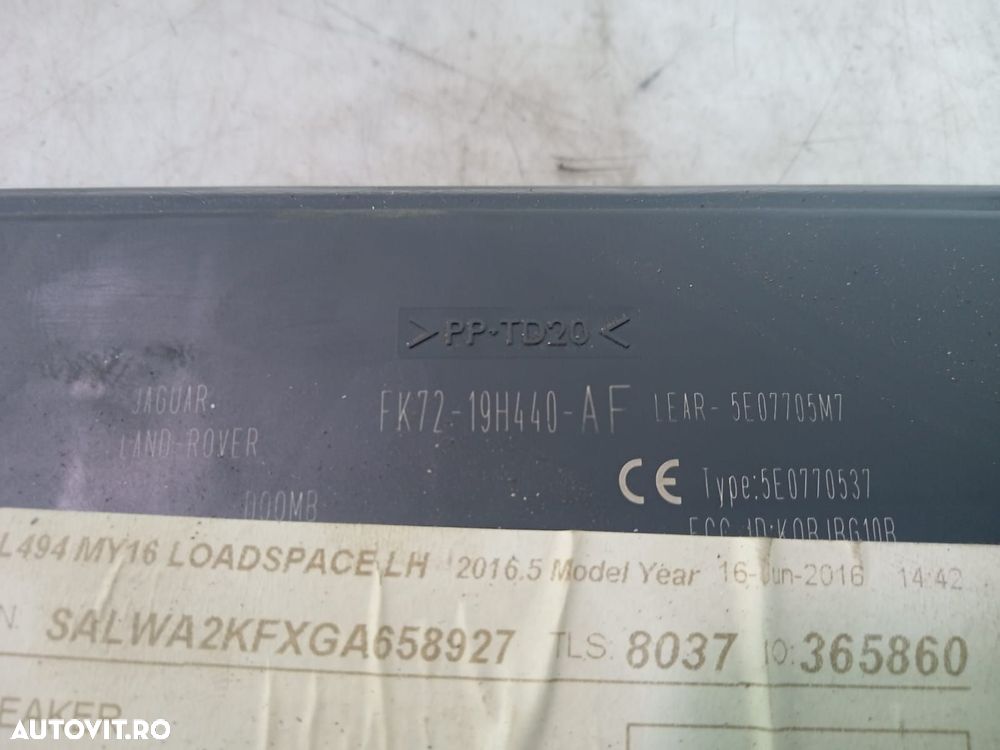 >PP-TD20<
JAGUAR
LAND-ROVER
FK72-19H440-AF LEAR- 5E07705M7
CE Type:5E0770537
L494 MY16 LOADSPACE LH 2016.5 Model Year 16-Jun-2016 14:42
SALWA2KFXGA658927 TLS: 8037 365860
EAKER
AUTOVIT.RO